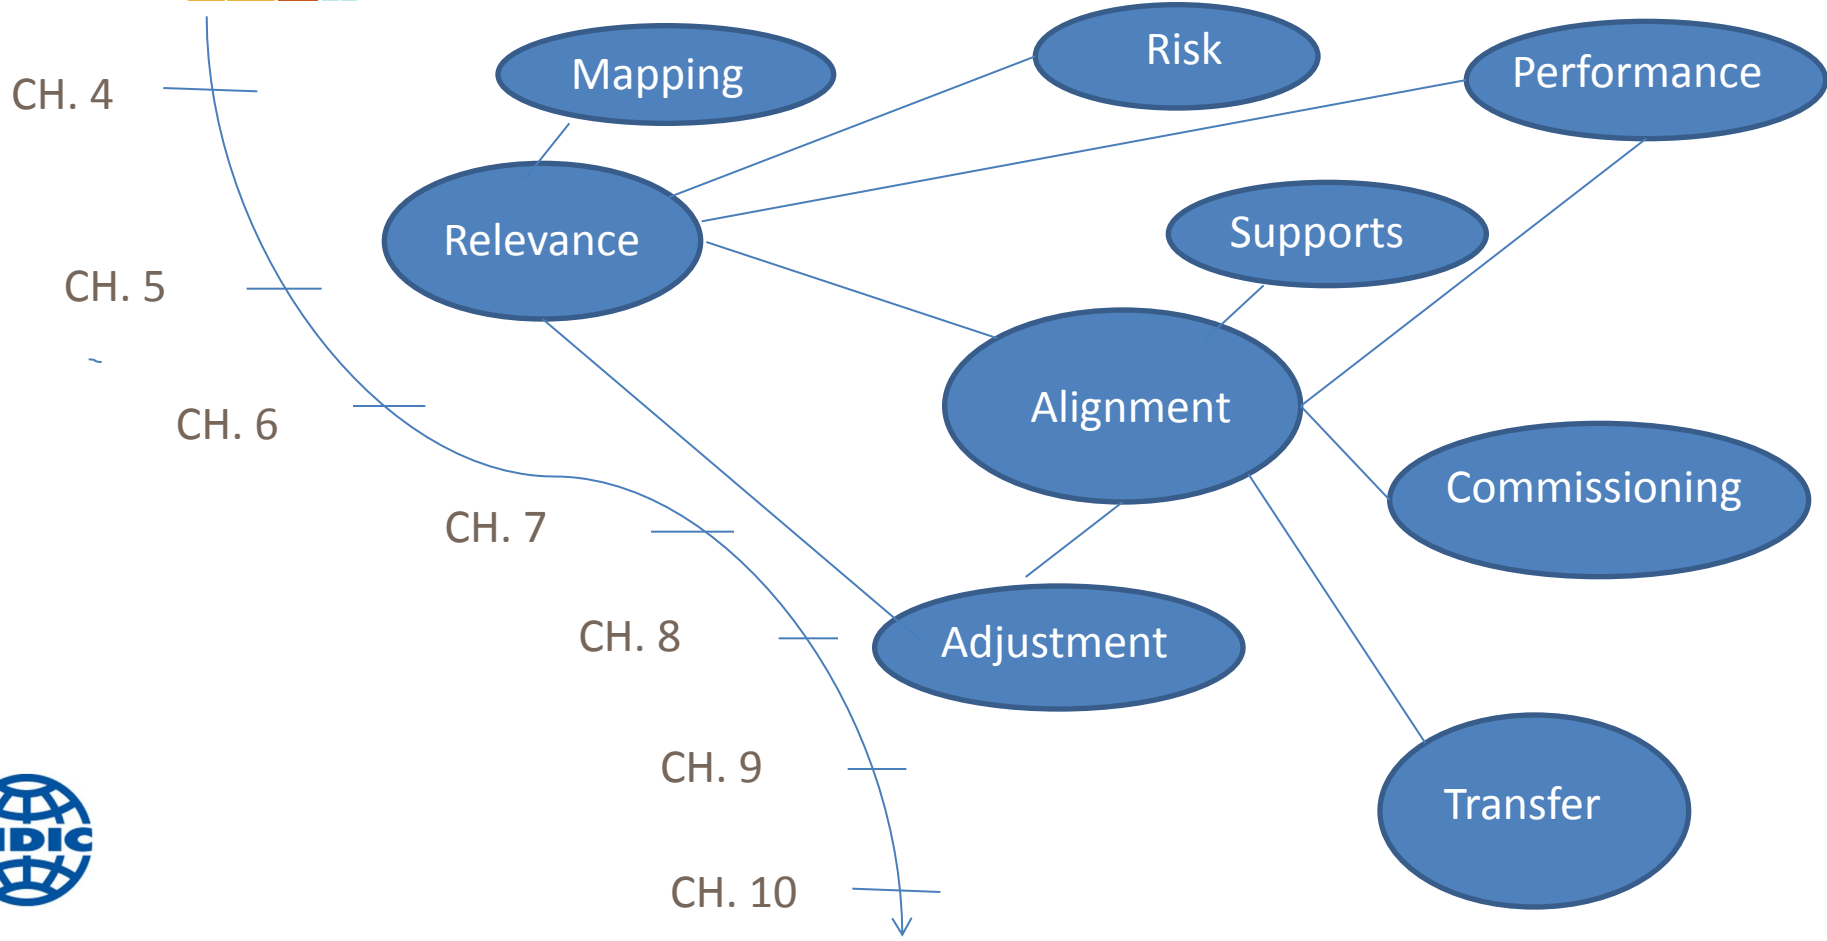 Risk
Mapping
Performance
CH. 4
Supports
Relevance
CH. 5
Alignment
CH. 6
Commissioning
CH. 7
CH. 8
Adjustment
CH. 9
Transfer
IDIC
CH. 10